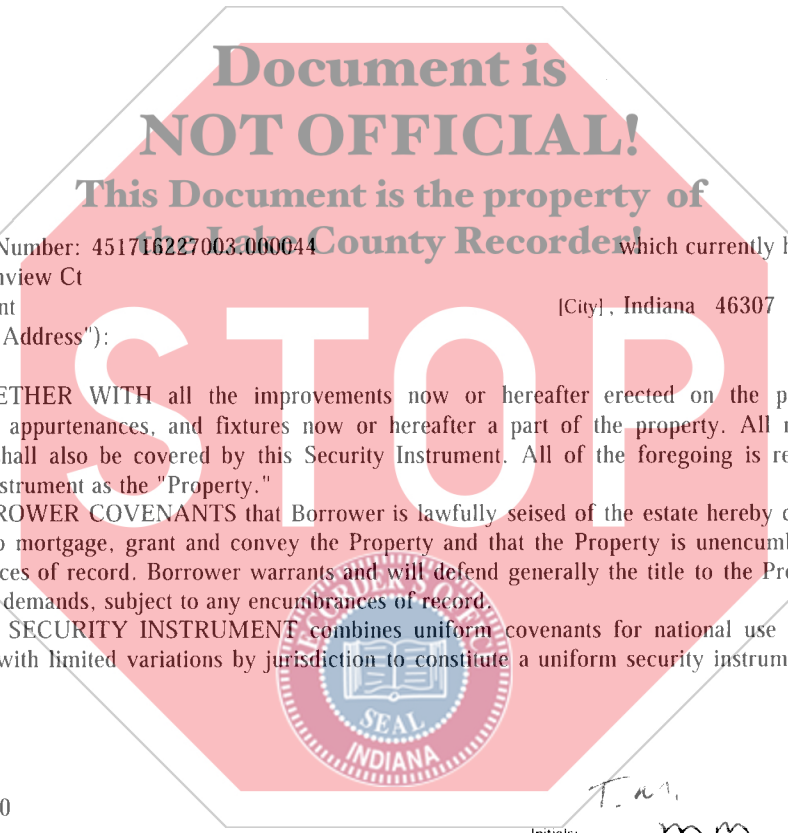 Document is
NOT OFFICIAL!
This Document is the property of
the Lake County Recorder!
Number: 451716227003.000044 which currently h
nview Ct
nt [City], Indiana 46307
Address"):
ETHER WITH all the improvements now or hereafter erected on the p
appurtenances, and fixtures now or hereafter a part of the property. All r
hall also be covered by this Security Instrument. All of the foregoing is re
strument as the "Property."
ROWER COVENANTS that Borrower is lawfully seised of the estate hereby c
o mortgage, grant and convey the Property and that the Property is unencumb
ces of record. Borrower warrants and will defend generally the title to the Pro
demands, subject to any encumbrances of record.
SECURITY INSTRUMENT combines uniform covenants for national use
with limited variations by jurisdiction to constitute a uniform security instrum
STOP
RECORDER'S OFFICE
SEAL
INDIANA
0
T.M.
Initials: m m